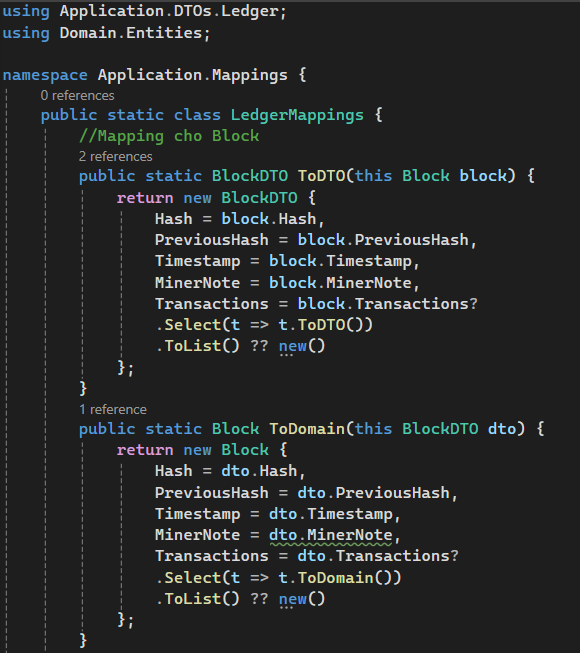 using Application.DTOs.Ledger;
using Domain.Entities;
namespace Application.Mappings {
0 references
public static class LedgerMappings {
//Mapping cho Block
2 references
public static BlockDTO ToDTO(this Block block) {
return new BlockDTO {
Hash = block.Hash,
PreviousHash = block.PreviousHash,
Timestamp = block.Timestamp,
MinerNote = block.MinerNote,
Transactions = block.Transactions?
.Select(t => t.ToDTO())
.ToList() ?? new()
};
}
1 reference
public static Block ToDomain(this BlockDTO dto) {
return new Block {
Hash = dto.Hash,
PreviousHash = dto.PreviousHash,
Timestamp = dto.Timestamp,
MinerNote = dto.MinerNote,
Transactions = dto.Transactions?
.Select(t => t.ToDomain())
.ToList() ?? new()
};
}